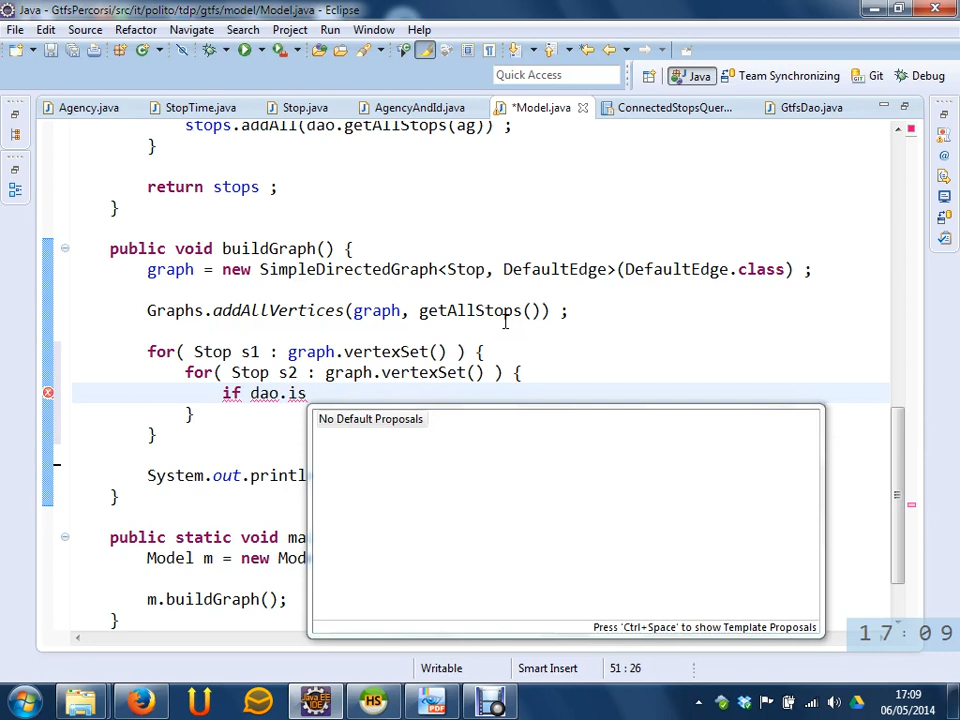 Java - GtfsPercorsi/src/it/polito/tdp/gtfs/model/Model.java - Eclipse
File Edit Source Refactor Navigate Search Project Run Window Help
Quick Access
Java Team Synchronizing Git Debug
Agency.java StopTime.java Stop.java AgencyAndId.java *Model.java ConnectedStopsQuer... GtfsDao.java
stops.addAll(dao.getAllStops(ag)) ;
}
return stops ;
}
public void buildGraph() {
graph = new SimpleDirectedGraph<Stop, DefaultEdge>(DefaultEdge.class) ;
Graphs.addAllVertices(graph, getAllStops()) ;
for( Stop s1 : graph.vertexSet() ) {
for( Stop s2 : graph.vertexSet() ) {
if dao.is
}
}
No Default Proposals
System.out.printl
}
public static void ma
Model m = new Mod
m.buildGraph();
}
Press 'Ctrl+Space' to show Template Proposals
17:09
Writable Smart Insert 51 : 26
17:09
06/05/2014